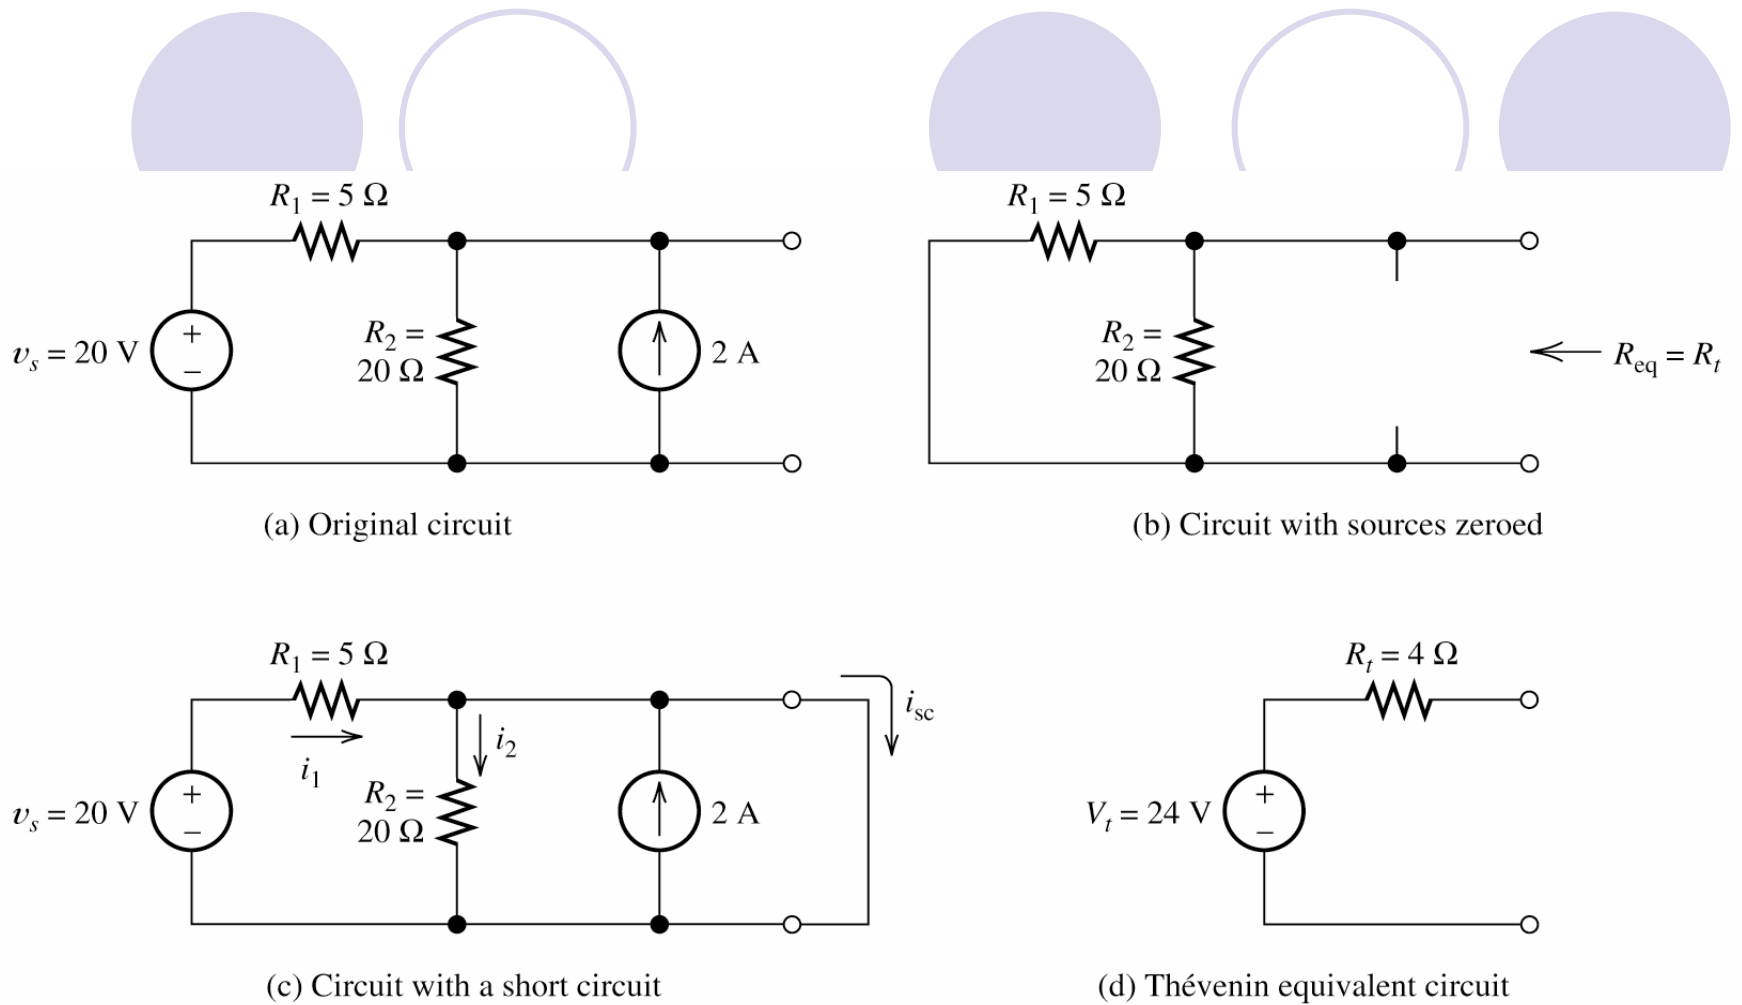 R₁ = 5 Ω
vₛ = 20 V
+
−
R₂ =
20 Ω
2 A
(a) Original circuit
R₁ = 5 Ω
R₂ =
20 Ω
R_eq = Rₜ
(b) Circuit with sources zeroed
R₁ = 5 Ω
i₁
i₂
i_sc
vₛ = 20 V
+
−
R₂ =
20 Ω
2 A
(c) Circuit with a short circuit
Rₜ = 4 Ω
Vₜ = 24 V
+
−
(d) Thévenin equivalent circuit